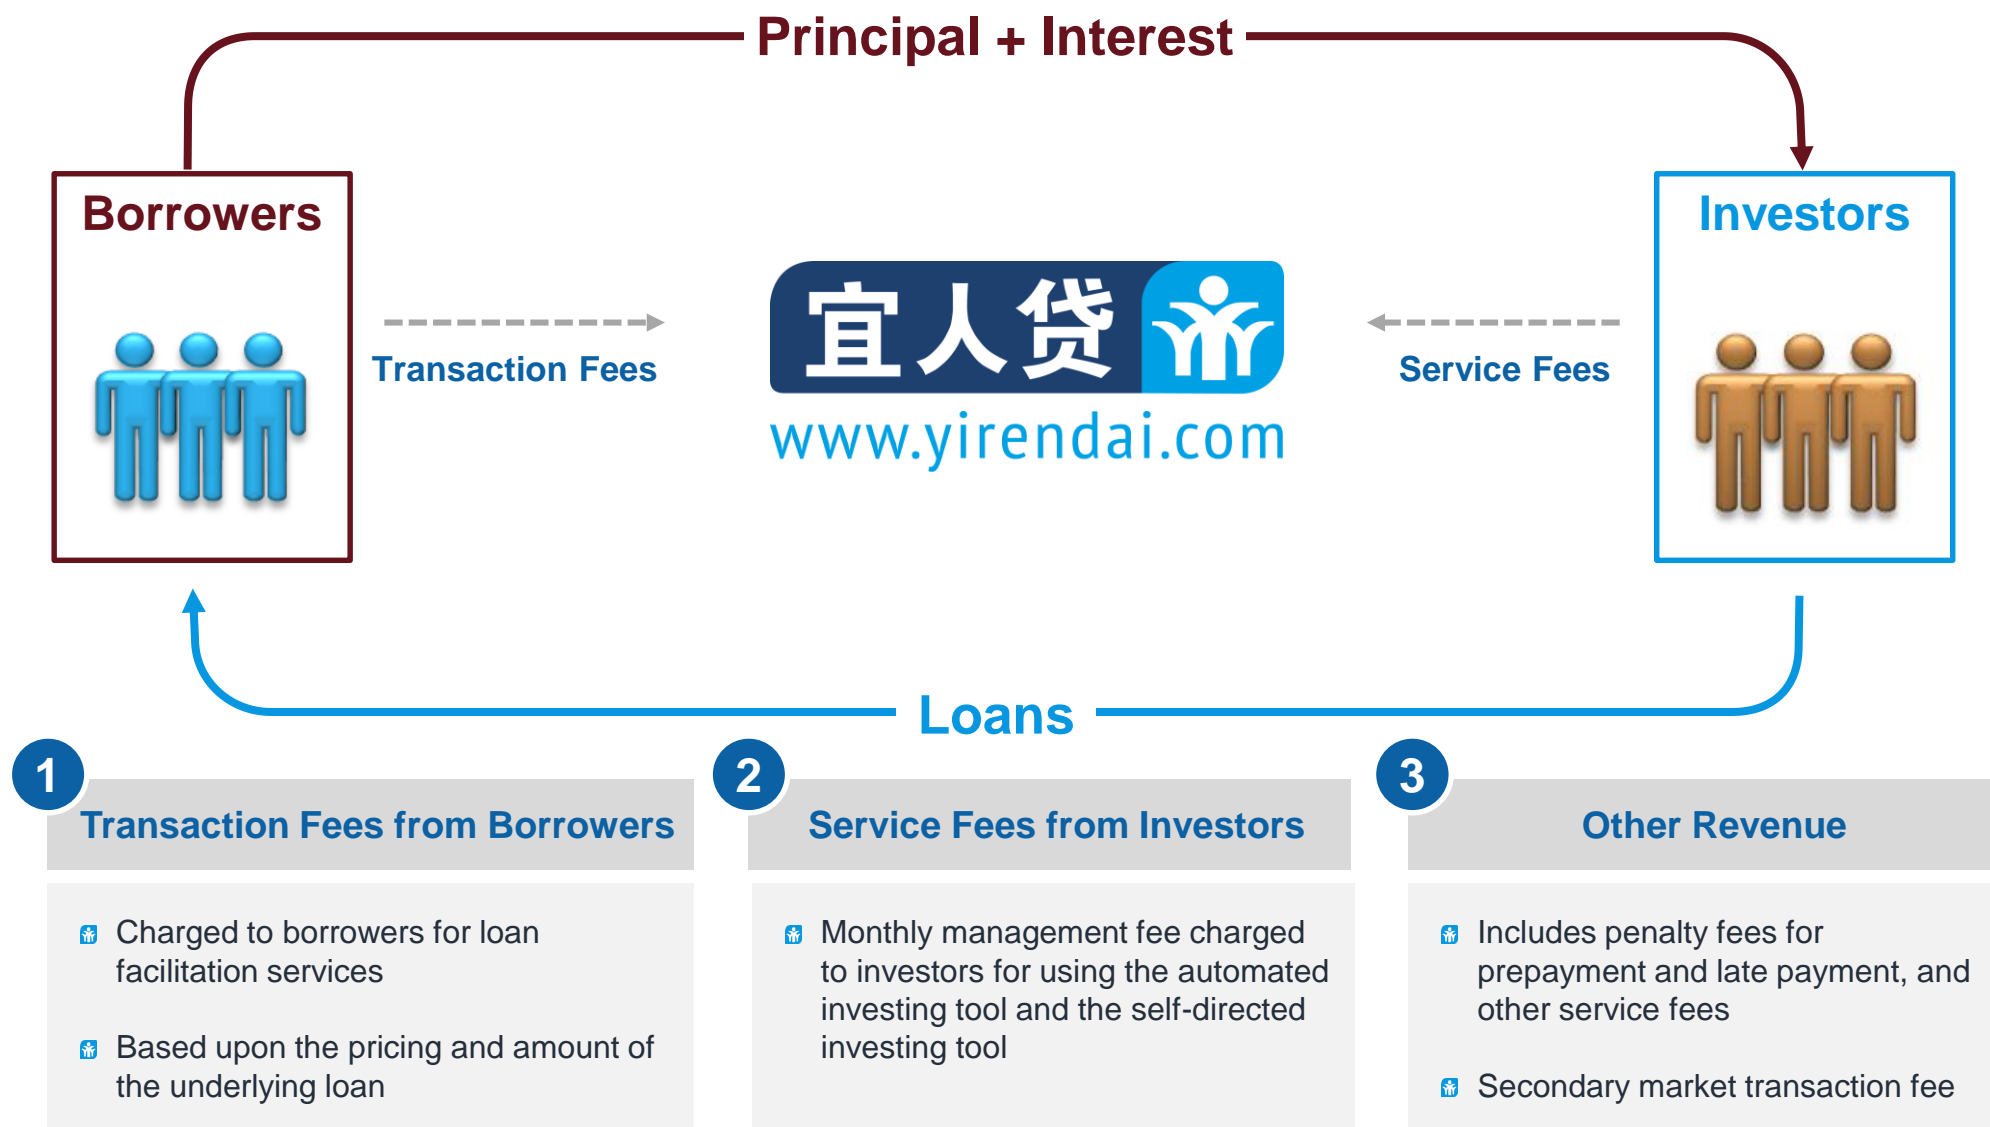 Principal + Interest
Borrowers
Investors
宜人贷
www.yirendai.com
Transaction Fees
Service Fees
Loans
1
Transaction Fees from Borrowers
Charged to borrowers for loan
facilitation services
Based upon the pricing and amount of
the underlying loan
2
Service Fees from Investors
Monthly management fee charged
to investors for using the automated
investing tool and the self-directed
investing tool
3
Other Revenue
Includes penalty fees for
prepayment and late payment, and
other service fees
Secondary market transaction fee